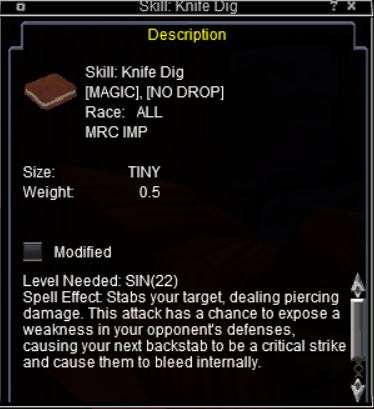 Skill: Knife Dig
? x
Description
Skill: Knife Dig
[MAGIC], [NO DROP]
Race: ALL
MRC IMP
Size: TINY
Weight: 0.5
Modified
Level Needed: SIN(22)
Spell Effect: Stabs your target, dealing piercing
damage. This attack has a chance to expose a
weakness in your opponent's defenses,
causing your next backstab to be a critical strike
and cause them to bleed internally.